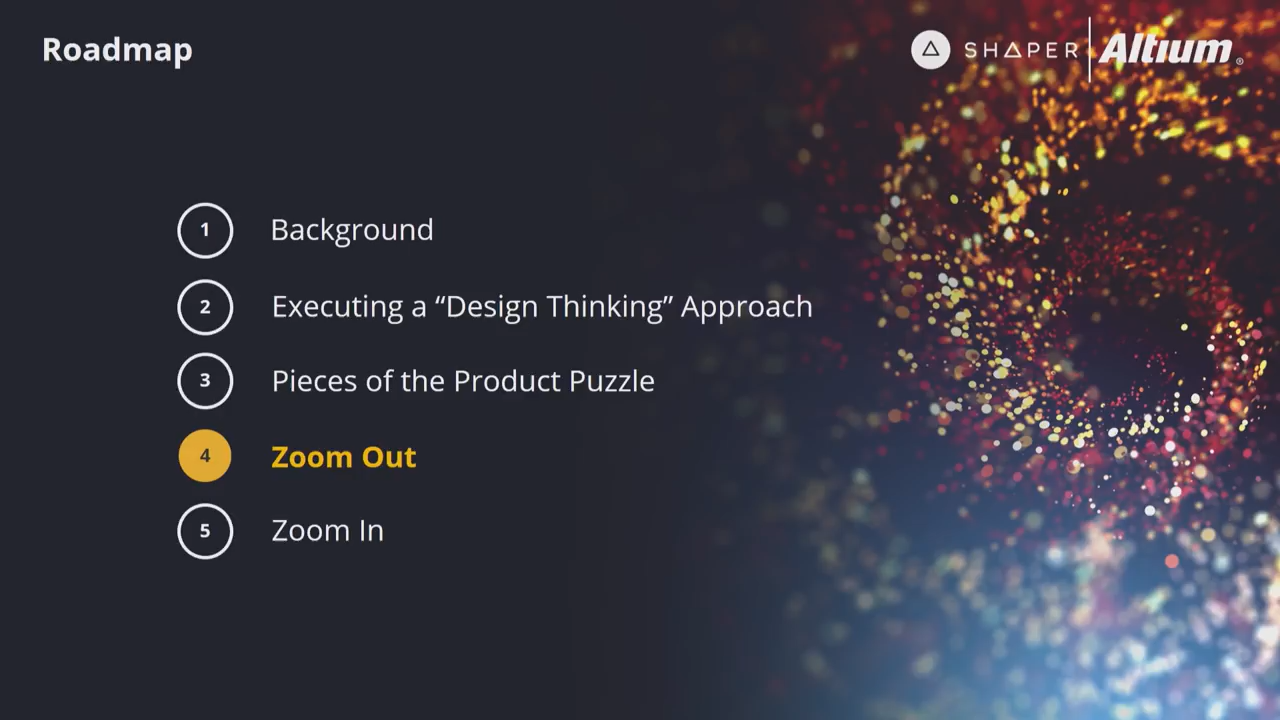 Roadmap
SHAPER
Altium®
1 Background
2 Executing a “Design Thinking” Approach
3 Pieces of the Product Puzzle
4 Zoom Out
5 Zoom In